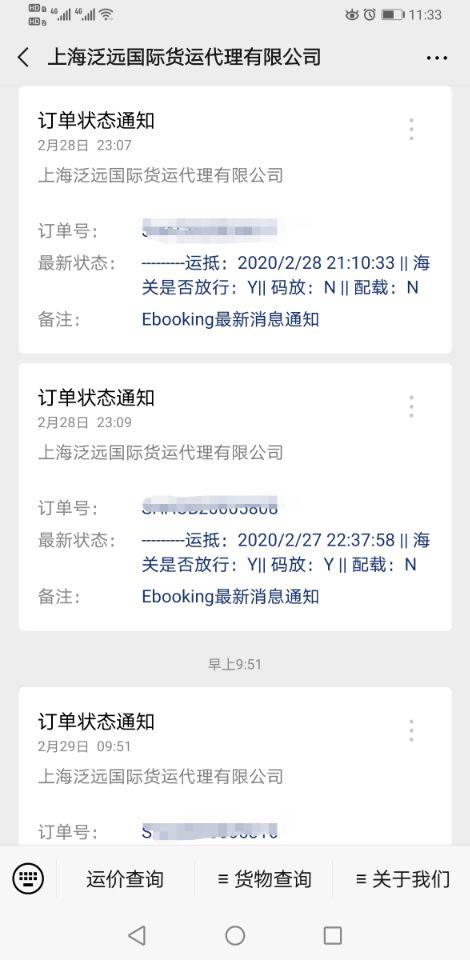 11:33
上海泛远国际货运代理有限公司
订单状态通知
2月28日 23:07
上海泛远国际货运代理有限公司
订单号：
最新状态： ---------运抵：2020/2/28 21:10:33 || 海
关是否放行：Y|| 码放：N || 配载：N
备注： Ebooking最新消息通知
订单状态通知
2月28日 23:09
上海泛远国际货运代理有限公司
订单号：
最新状态： ---------运抵：2020/2/27 22:37:58 || 海
关是否放行：Y|| 码放：Y || 配载：N
备注： Ebooking最新消息通知
早上9:51
订单状态通知
2月29日 09:51
上海泛远国际货运代理有限公司
订单号：
运价查询 ≡ 货物查询 ≡ 关于我们